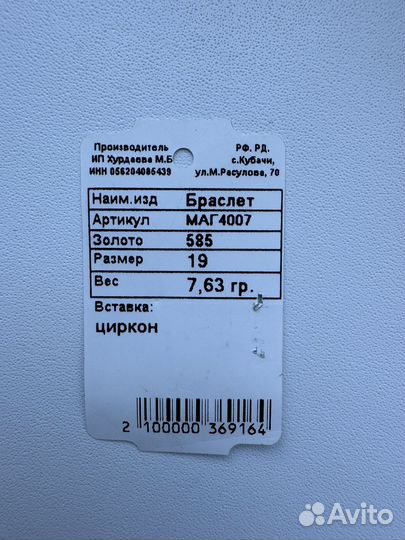 Производитель
ИП Хурдаева М.Б
ИНН 056204085439
РФ. РД.
с.Кубачи,
ул.М.Расулова, 70
Наим.изд Браслет
Артикул МАГ4007
Золото 585
Размер 19
Вес 7,63 гр.
Вставка:
циркон
2 100000 369164
Avito